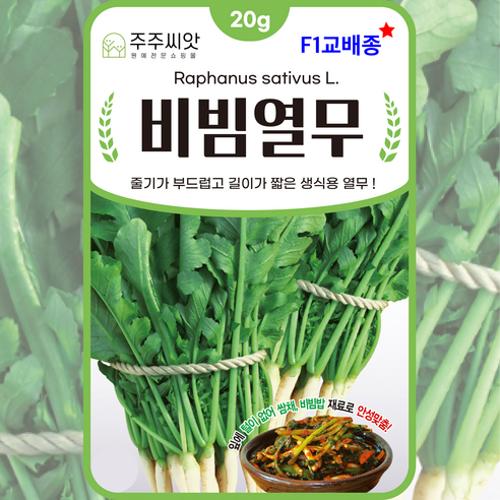 20g
주주씨앗
원예전문쇼핑몰
F1교배종
Raphanus sativus L.
비빔열무
줄기가 부드럽고 길이가 짧은 생식용 열무 !
잎에 털이 없어 쌈채, 비빔밥 재료로 안성맞춤!